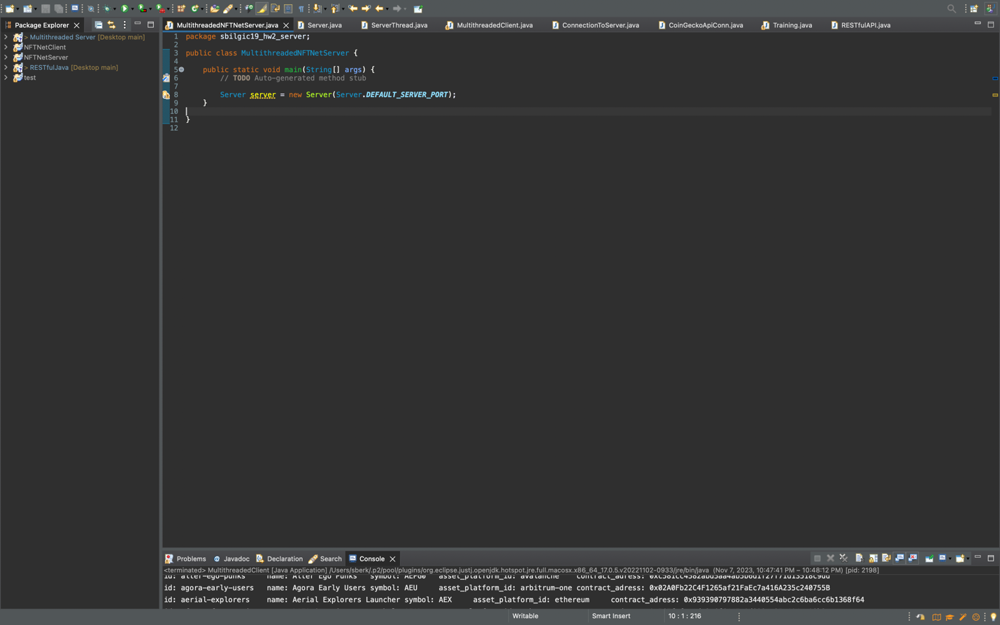 Package Explorer
> Multithreaded Server [Desktop main]
NFTNetClient
NFTNetServer
> RESTfulJava [Desktop main]
test
MultithreadedNFTNetServer.java
Server.java
ServerThread.java
MultithreadedClient.java
ConnectionToServer.java
CoinGeckoApiConn.java
Training.java
RESTfulAPI.java
1 package sbilgic19_hw2_server;
2
3 public class MultithreadedNFTNetServer {
4
5 public static void main(String[] args) {
6 // TODO Auto-generated method stub
7
8 Server server = new Server(Server.DEFAULT_SERVER_PORT);
9 }
10
11 }
12
Problems
Javadoc
Declaration
Search
Console
<terminated> MultithreadedClient [Java Application] /Users/sberk/.p2/pool/plugins/org.eclipse.justj.openjdk.hotspot.jre.full.macosx.x86_64_17.0.5.v20221102-0933/jre/bin/java (Nov 7, 2023, 10:47:41 PM – 10:48:12 PM) [pid: 2198]
id: alter-ego-punks name: Alter Ego Punks symbol: AEPG0 asset_platform_id: avalanche contract_adress:
id: agora-early-users name: Agora Early Users symbol: AEU asset_platform_id: arbitrum-one contract_adress: 0x02A0Fb22C4F1265af21FaEc7a416A235c240755B
id: aerial-explorers name: Aerial Explorers Launcher symbol: AEX asset_platform_id: ethereum contract_adress: 0x939390797882a3440554abc2c6ba6cc6b1368f64
Writable
Smart Insert
10 : 1 : 216